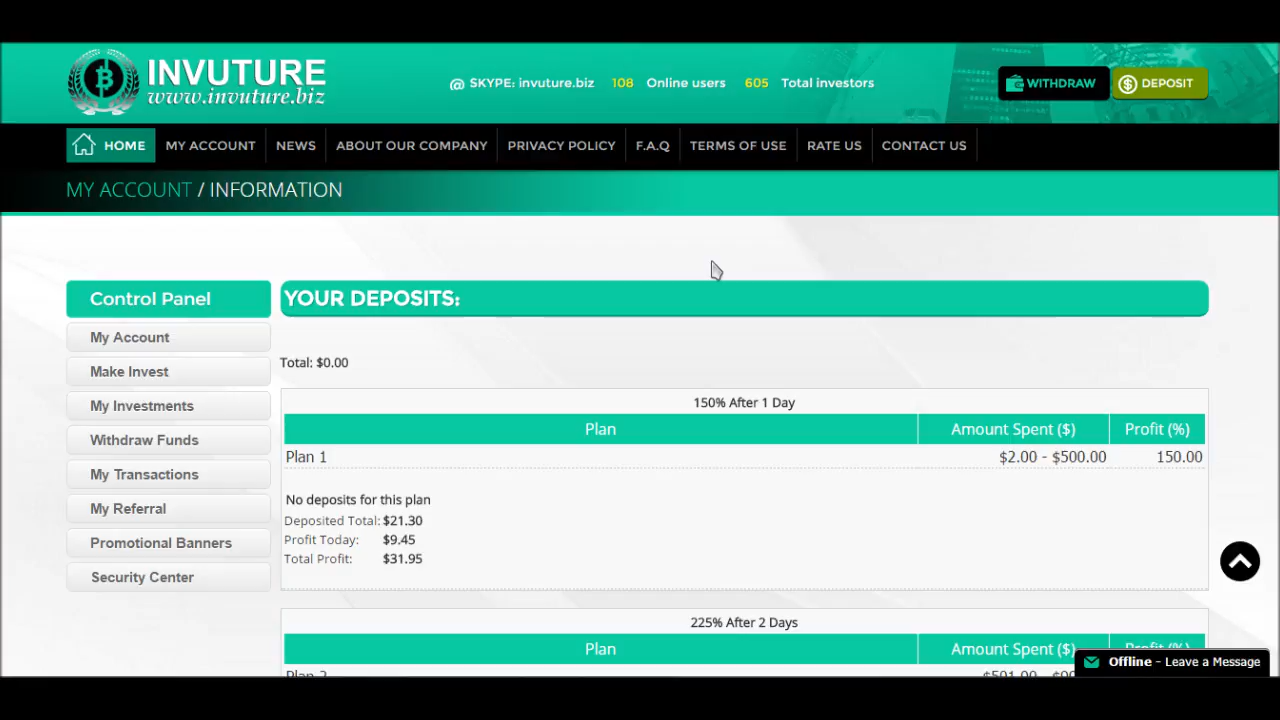 INVUTURE
www.invuture.biz
@ SKYPE: invuture.biz 108 Online users 605 Total investors
WITHDRAW
DEPOSIT
HOME MY ACCOUNT NEWS ABOUT OUR COMPANY PRIVACY POLICY F.A.Q TERMS OF USE RATE US CONTACT US
MY ACCOUNT / INFORMATION
Control Panel
My Account
Make Invest
My Investments
Withdraw Funds
My Transactions
My Referral
Promotional Banners
Security Center
YOUR DEPOSITS:
Total: $0.00
150% After 1 Day
Plan Amount Spent ($) Profit (%)
Plan 1 $2.00 - $500.00 150.00
No deposits for this plan
Deposited Total: $21.30
Profit Today: $9.45
Total Profit: $31.95
225% After 2 Days
Plan Amount Spent ($) Profit (%)
Plan 2
Offline - Leave a Message